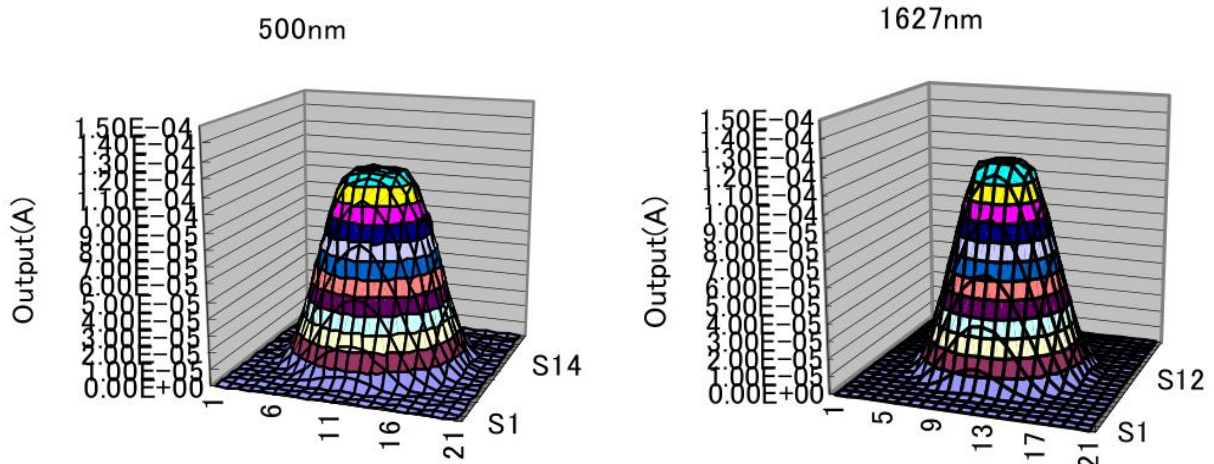 500nm
1.50E-04
1.40E-04
1.30E-04
1.20E-04
1.10E-04
1.00E-04
9.00E-05
8.00E-05
7.00E-05
6.00E-05
5.00E-05
4.00E-05
3.00E-05
2.00E-05
1.00E-05
0.00E+00
Output(A)
1
6
11
16
21
S1
S14
1627nm
1.50E-04
1.40E-04
1.30E-04
1.20E-04
1.10E-04
1.00E-04
9.00E-05
8.00E-05
7.00E-05
6.00E-05
5.00E-05
4.00E-05
3.00E-05
2.00E-05
1.00E-05
0.00E+00
Output(A)
1
5
9
13
17
21
S1
S12